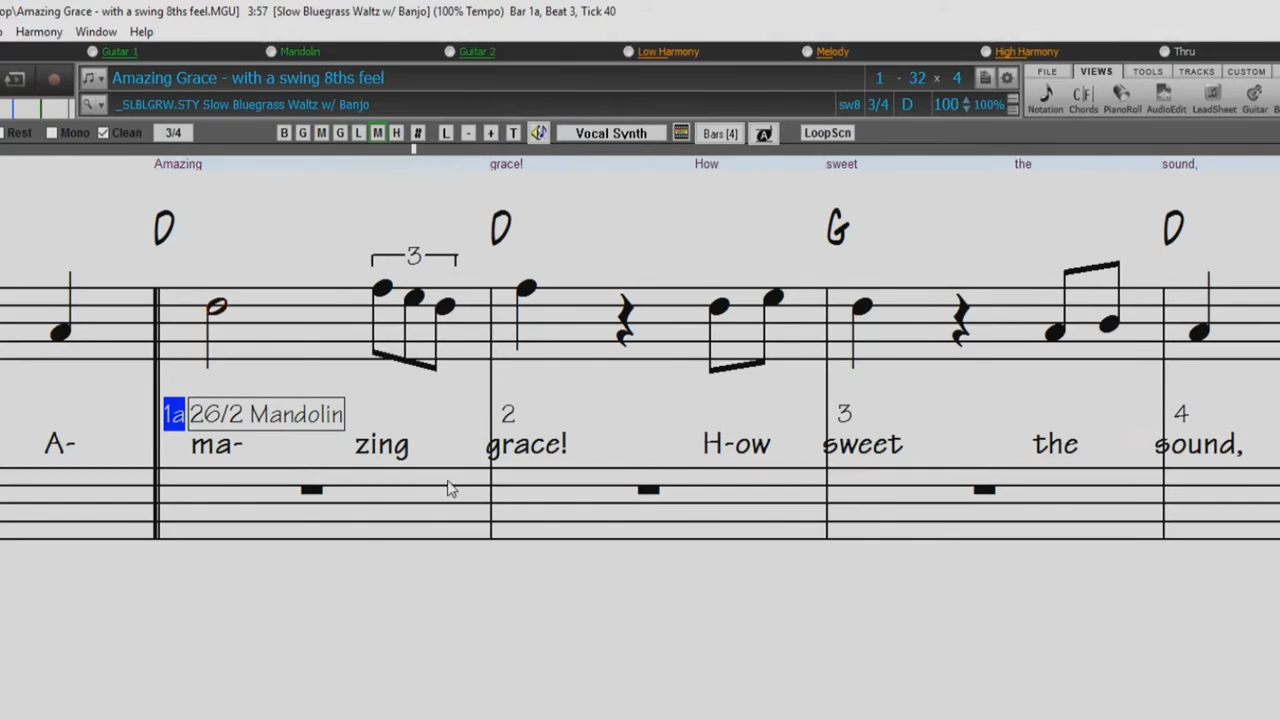 op\Amazing Grace - with a swing 8ths feel.MGU] 3:57 [Slow Bluegrass Waltz w/ Banjo] (100% Tempo) Bar 1a, Beat 3, Tick 40
Harmony Window Help
Guitar 1 Mandolin Guitar 2 Low Harmony Melody High Harmony Thru
Amazing Grace - with a swing 8ths feel 1 - 32 x 4 FILE VIEWS TOOLS TRACKS CUSTOM
_SLBLGRW.STY Slow Bluegrass Waltz w/ Banjo sw8 3/4 D 100 100% Notation Chords PianoRoll AudioEdit LeadSheet Guitar B
Rest Mono Clean 3/4 B G M G L M H # L - + T Vocal Synth Bars [4] A LoopScn
Amazing grace! How sweet the sound,
D D G D
3
1a 26/2 Mandolin 2 3 4
A- ma- zing grace! H-ow sweet the sound,